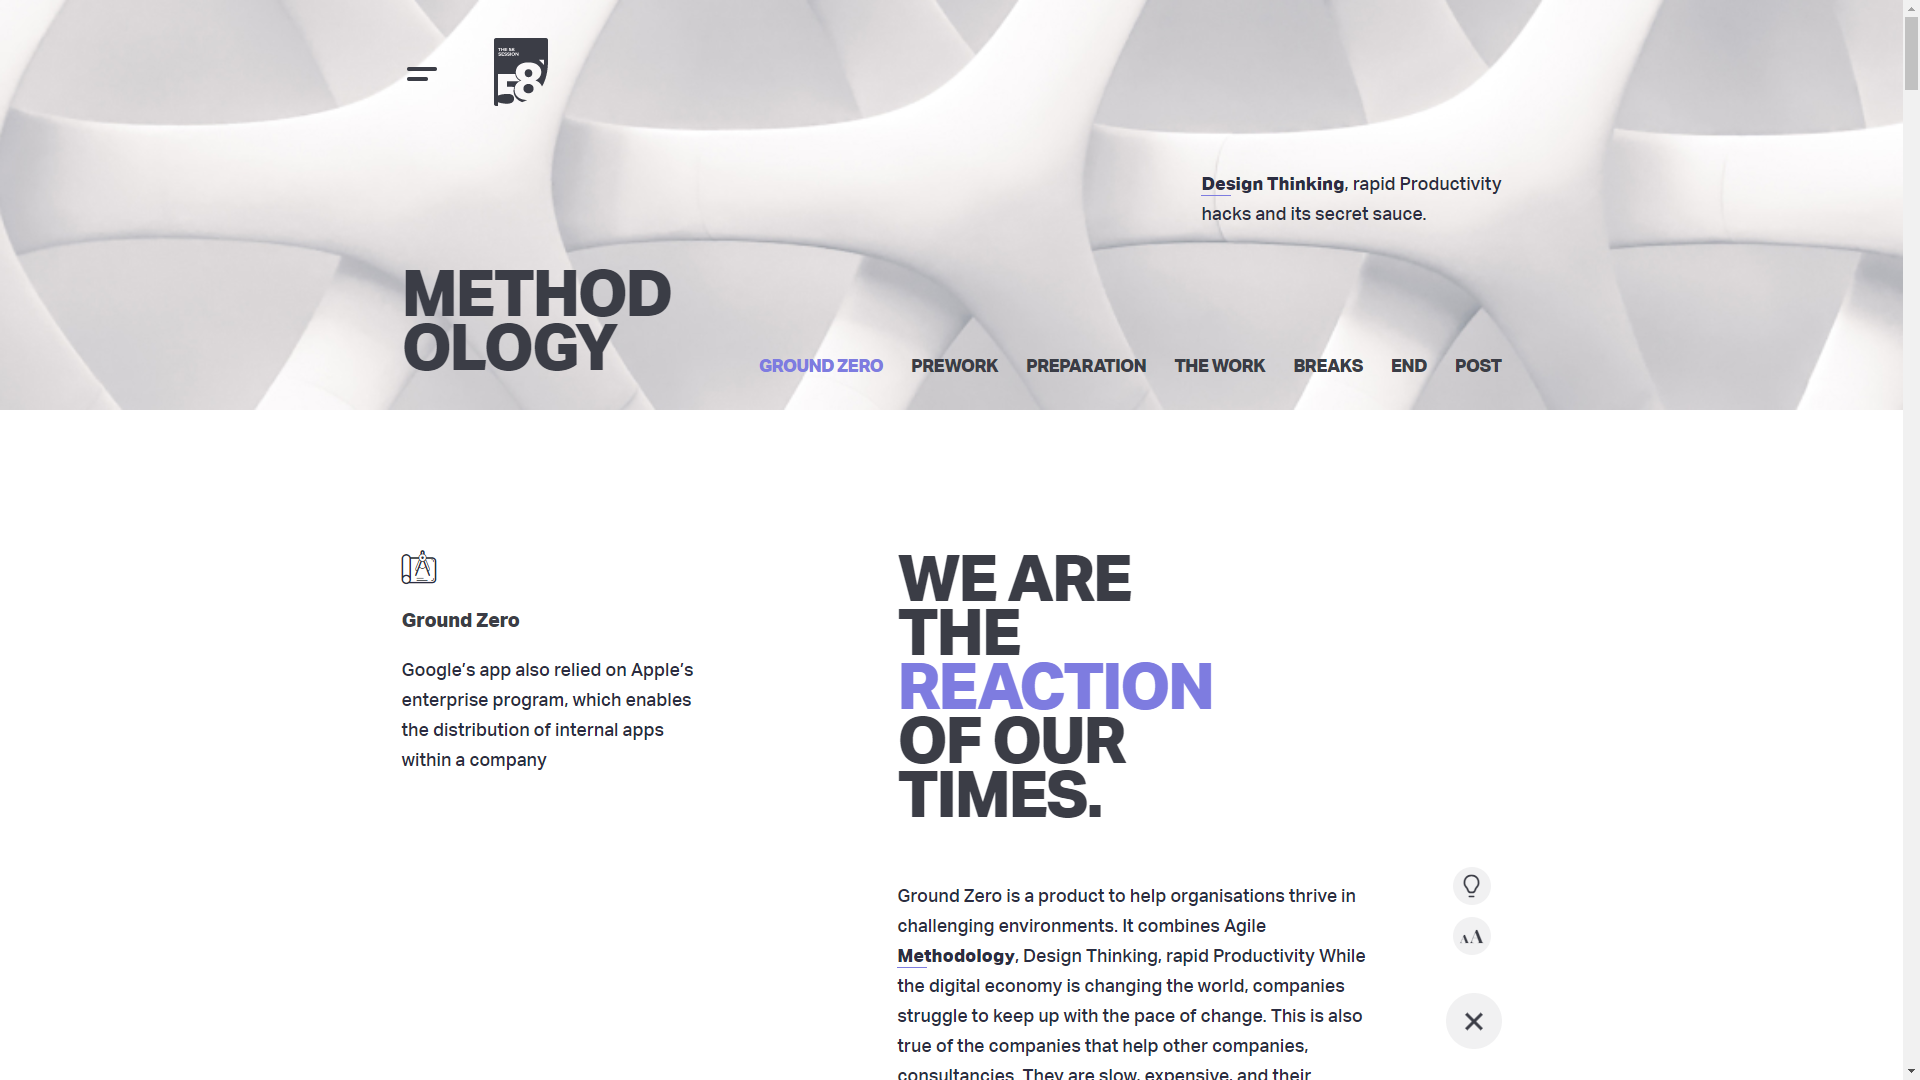 THE 5K
SESSION
58
Design Thinking, rapid Productivity
hacks and its secret sauce.
METHOD
OLOGY
GROUND ZERO PREWORK PREPARATION THE WORK BREAKS END POST
WE ARE
THE
REACTION
OF OUR
TIMES.
Ground Zero
Google’s app also relied on Apple’s
enterprise program, which enables
the distribution of internal apps
within a company
Ground Zero is a product to help organisations thrive in
challenging environments. It combines Agile
Methodology, Design Thinking, rapid Productivity While
the digital economy is changing the world, companies
struggle to keep up with the pace of change. This is also
true of the companies that help other companies,
consultancies. They are slow, expensive, and their
AA